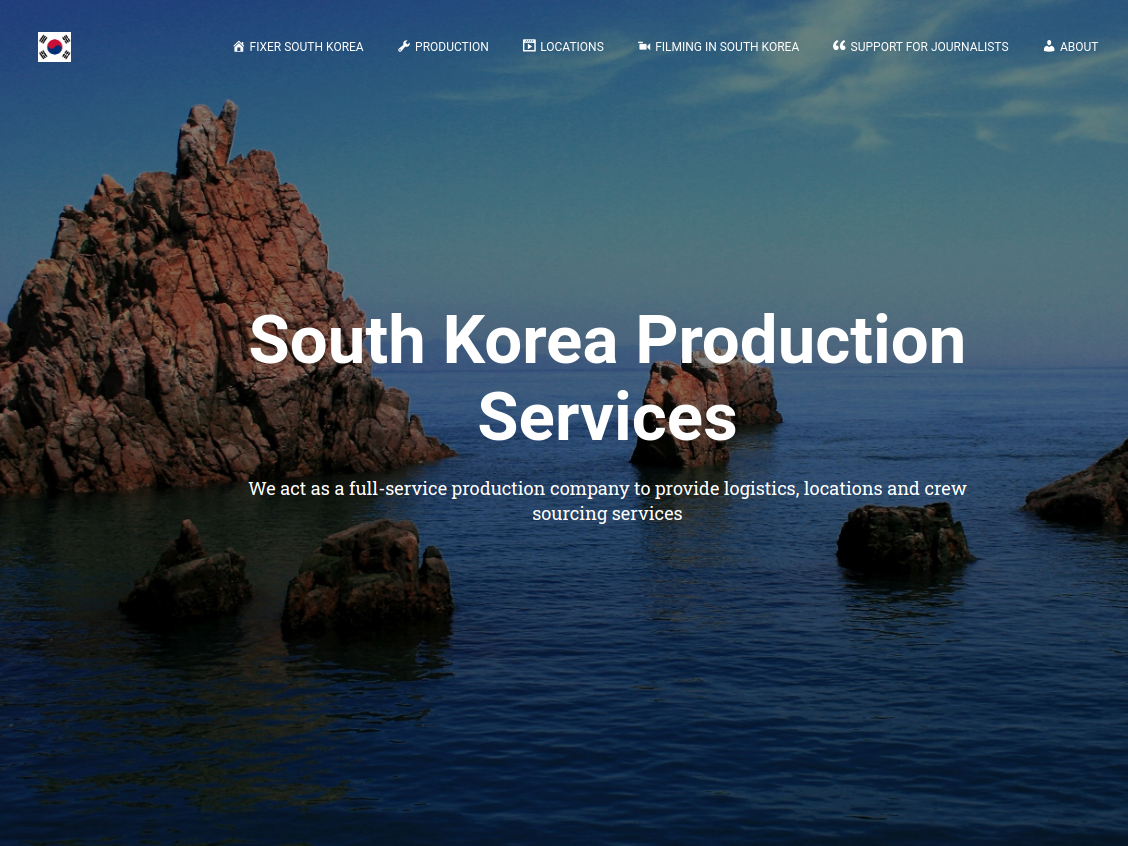 FIXER SOUTH KOREA
PRODUCTION
LOCATIONS
FILMING IN SOUTH KOREA
SUPPORT FOR JOURNALISTS
ABOUT
South Korea Production
Services
We act as a full-service production company to provide logistics, locations and crew
sourcing services